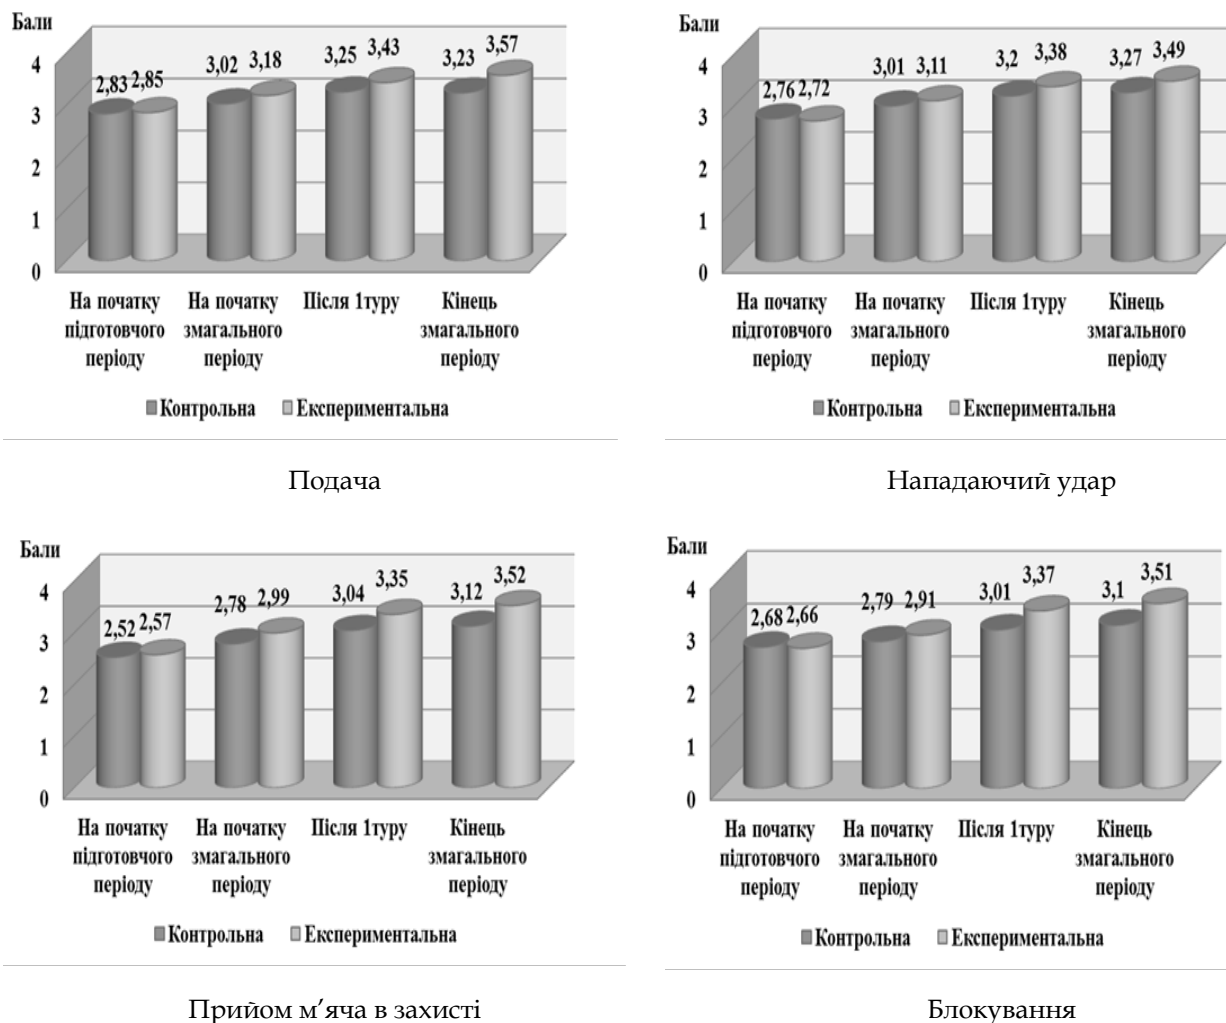 Бали
4
3
2
1
0
2,83 2,85
3,02 3,18
3,25 3,43
3,23 3,57
На початку підготовчого періоду
На початку змагального періоду
Після 1туру
Кінець змагального періоду
Контрольна Експериментальна
Подача
Бали
4
3
2
1
0
2,76 2,72
3,01 3,11
3,2 3,38
3,27 3,49
На початку підготовчого періоду
На початку змагального періоду
Після 1туру
Кінець змагального періоду
Контрольна Експериментальна
Нападаючий удар
Бали
4
3
2
1
0
2,52 2,57
2,78 2,99
3,04 3,35
3,12 3,52
На початку підготовчого періоду
На початку змагального періоду
Після 1туру
Кінець змагального періоду
Контрольна Експериментальна
Прийом м’яча в захисті
Бали
4
3
2
1
0
2,68 2,66
2,79 2,91
3,01 3,37
3,1 3,51
На початку підготовчого періоду
На початку змагального періоду
Після 1туру
Кінець змагального періоду
Контрольна Експериментальна
Блокування